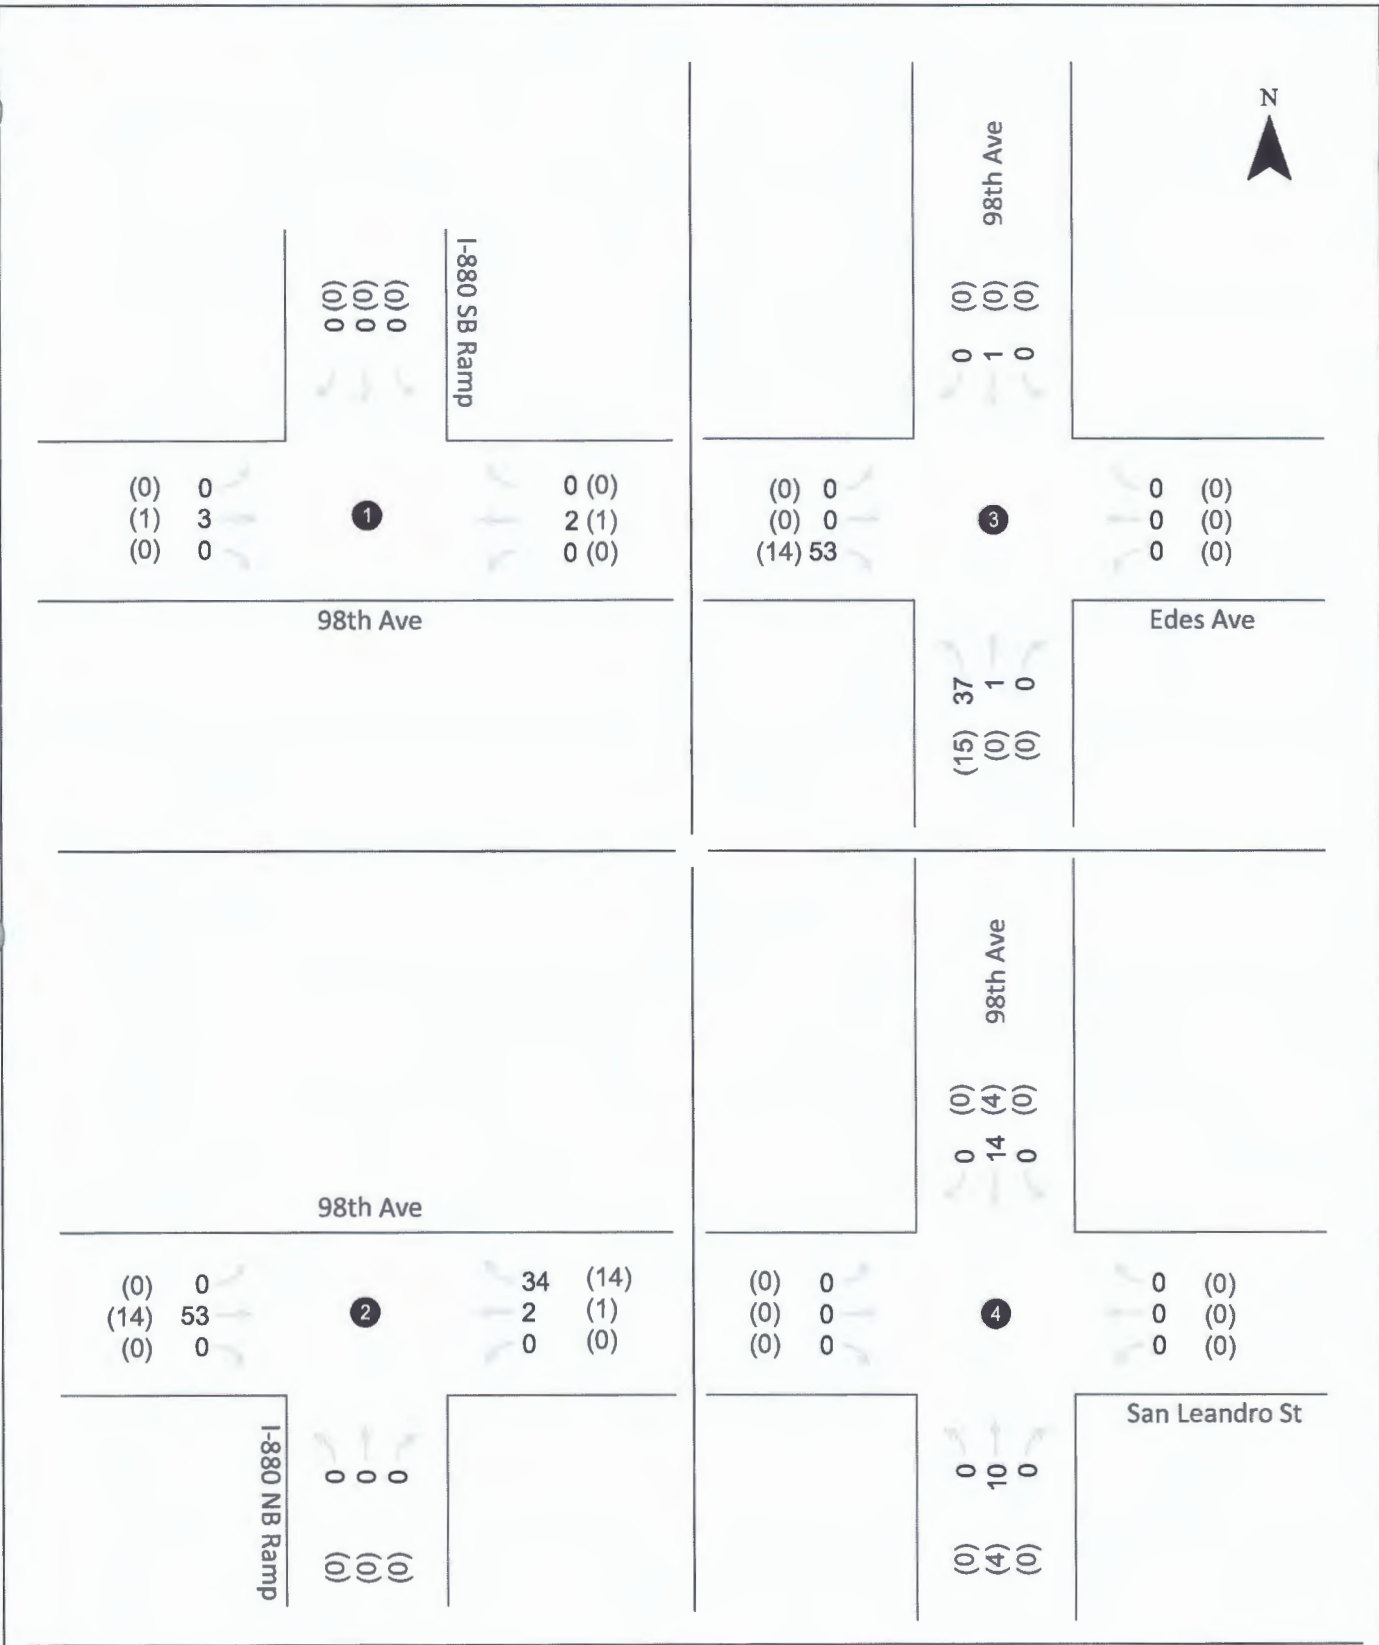 N
I-880 SB Ramp
(0) 0
(0) 0
(0) 0
(0) 0
(1) 3
(0) 0
1
0 (0)
2 (1)
0 (0)
98th Ave
98th Ave
(0) (0) (0)
0 1 0
(0) 0
(0) 0
(14) 53
3
0 (0)
0 (0)
0 (0)
Edes Ave
37 1 0
(15) (0) (0)
98th Ave
(0) 0
(14) 53
(0) 0
2
34 (14)
2 (1)
0 (0)
I-880 NB Ramp
0 0 0
(0) (0) (0)
98th Ave
(0) (4) (0)
0 14 0
(0) 0
(0) 0
(0) 0
4
0 (0)
0 (0)
0 (0)
San Leandro St
0 10 0
(0) (4) (0)